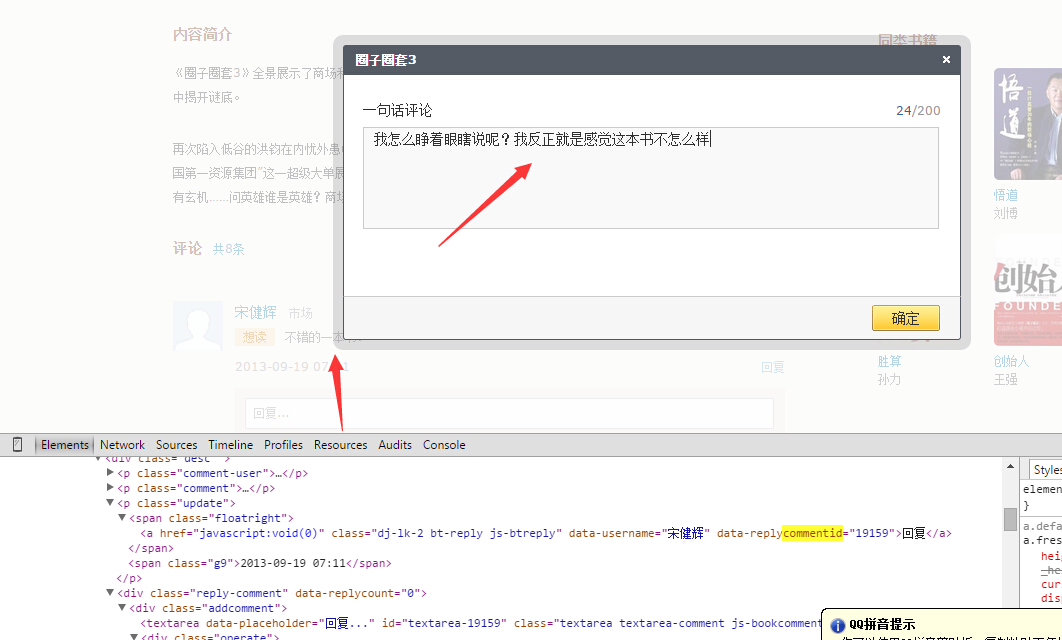 内容简介
同类书籍
圈子圈套3
×
《圈子圈套3》全景展示了商场
中揭开谜底。
一句话评论
24/200
我怎么睁着眼瞎说呢？我反正就是感觉这本书不怎么样
再次陷入低谷的洪钧在内忧外患
国第一资源集团”这一超级大单展
有玄机……问英雄谁是英雄？商场
悟道
悟道
刘博
评论 共8条
创始人
FOUNDE
宋健辉 市场
想读 不错的一本
确定
2013-09-19 07:11
回复
胜算
孙力
创始人
王强
回复...
Elements Network Sources Timeline Profiles Resources Audits Console
<div class="desc">
▶<p class="comment-user">…</p>
▶<p class="comment">…</p>
▼<p class="update">
▼<span class="floatright">
<a href="javascript:void(0)" class="dj-lk-2 bt-reply js-btreply" data-username="宋健辉" data-replycommentid="19159">回复</a>
</span>
<span class="g9">2013-09-19 07:11</span>
</p>
▼<div class="reply-comment" data-replycount="0">
▼<div class="addcomment">
<textarea data-placeholder="回复..." id="textarea-19159" class="textarea textarea-comment js-bookcomment
▼<div class="operate">
Styles
elemen
}
a.defa
a.fres
hei
_he
cur
dis
QQ拼音提示